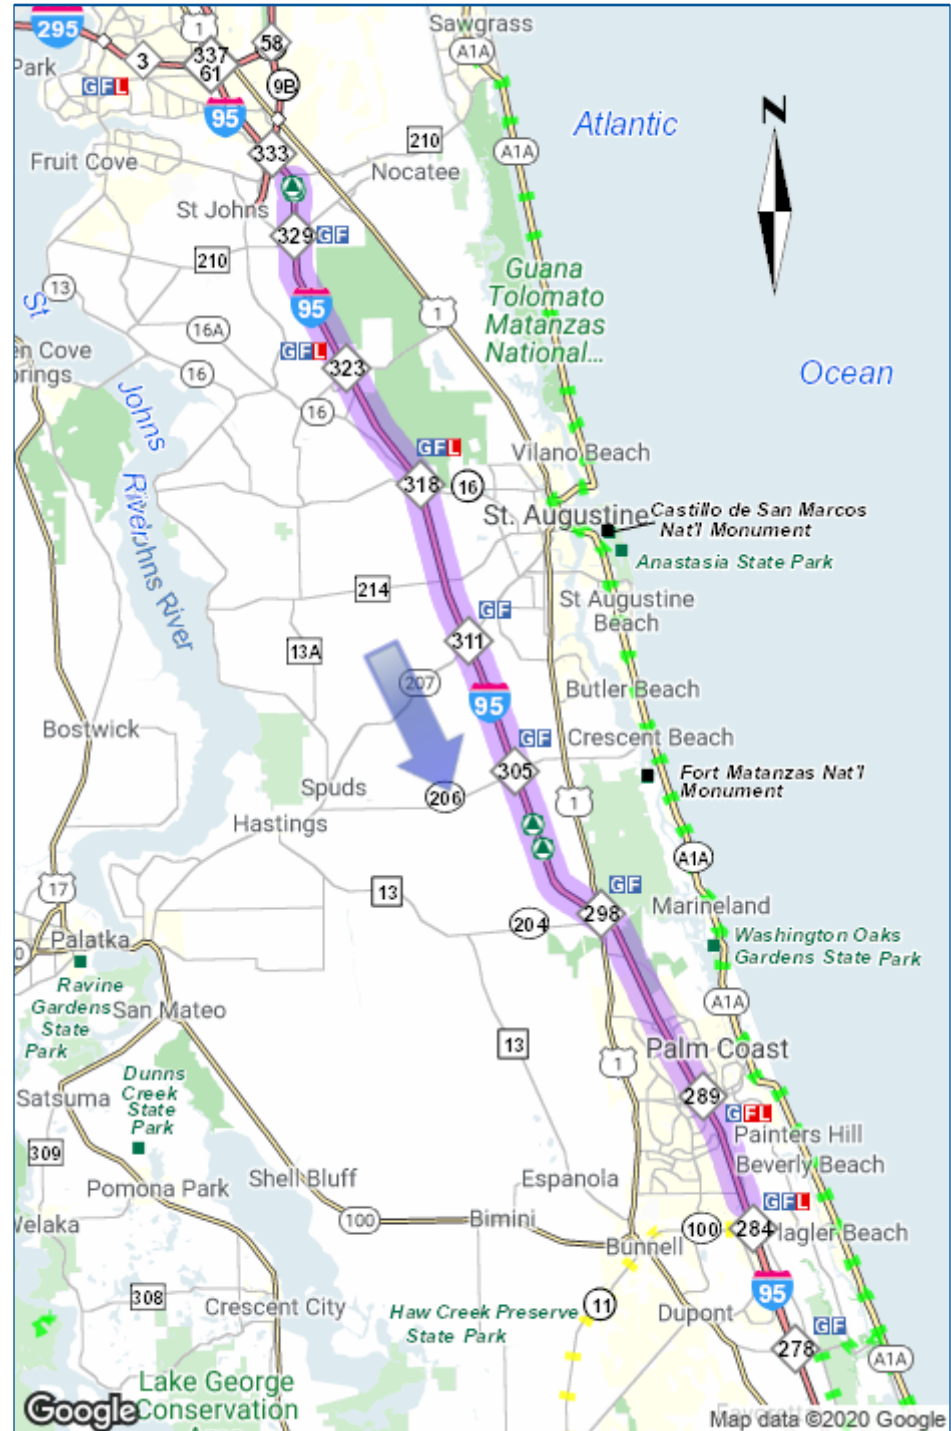 Sawgrass
295
1
58
A1A
3
337
61
Park
9B
GFL
95
Atlantic
N
210
A1A
333
Fruit Cove
Nocatee
St Johns
329
GF
210
Guana
Tolomato
Matanzas
National...
13
St
95
1
16A
GFL
en Cove
rings
323
Ocean
16
Johns
16
GFL
Vilano Beach
River
318
16
St. Augustine
Castillo de San Marcos
Nat'l Monument
Johns River
Anastasia State Park
214
St Augustine
Beach
GF
311
13A
207
Butler Beach
95
Bostwick
GF
Crescent Beach
305
Fort Matanzas Nat'l
Monument
Spuds
206
1
Hastings
A1A
17
13
GF
298
Marineland
204
Palatka
Washington Oaks
Gardens State Park
Ravine
Gardens
State
Park
San Mateo
A1A
13
Palm Coast
1
Dunns
Creek
State
Park
Satsuma
289
GFL
Painters Hill
309
Beverly Beach
Shell Bluff
Espanola
Pomona Park
GFL
Welaka
100
Bimini
100
284
lagler Beach
Bunnell
95
308
Crescent City
Haw Creek Preserve
State Park
11
Dupont
GF
278
A1A
Lake George
Conservation
Google
Map data ©2020 Google